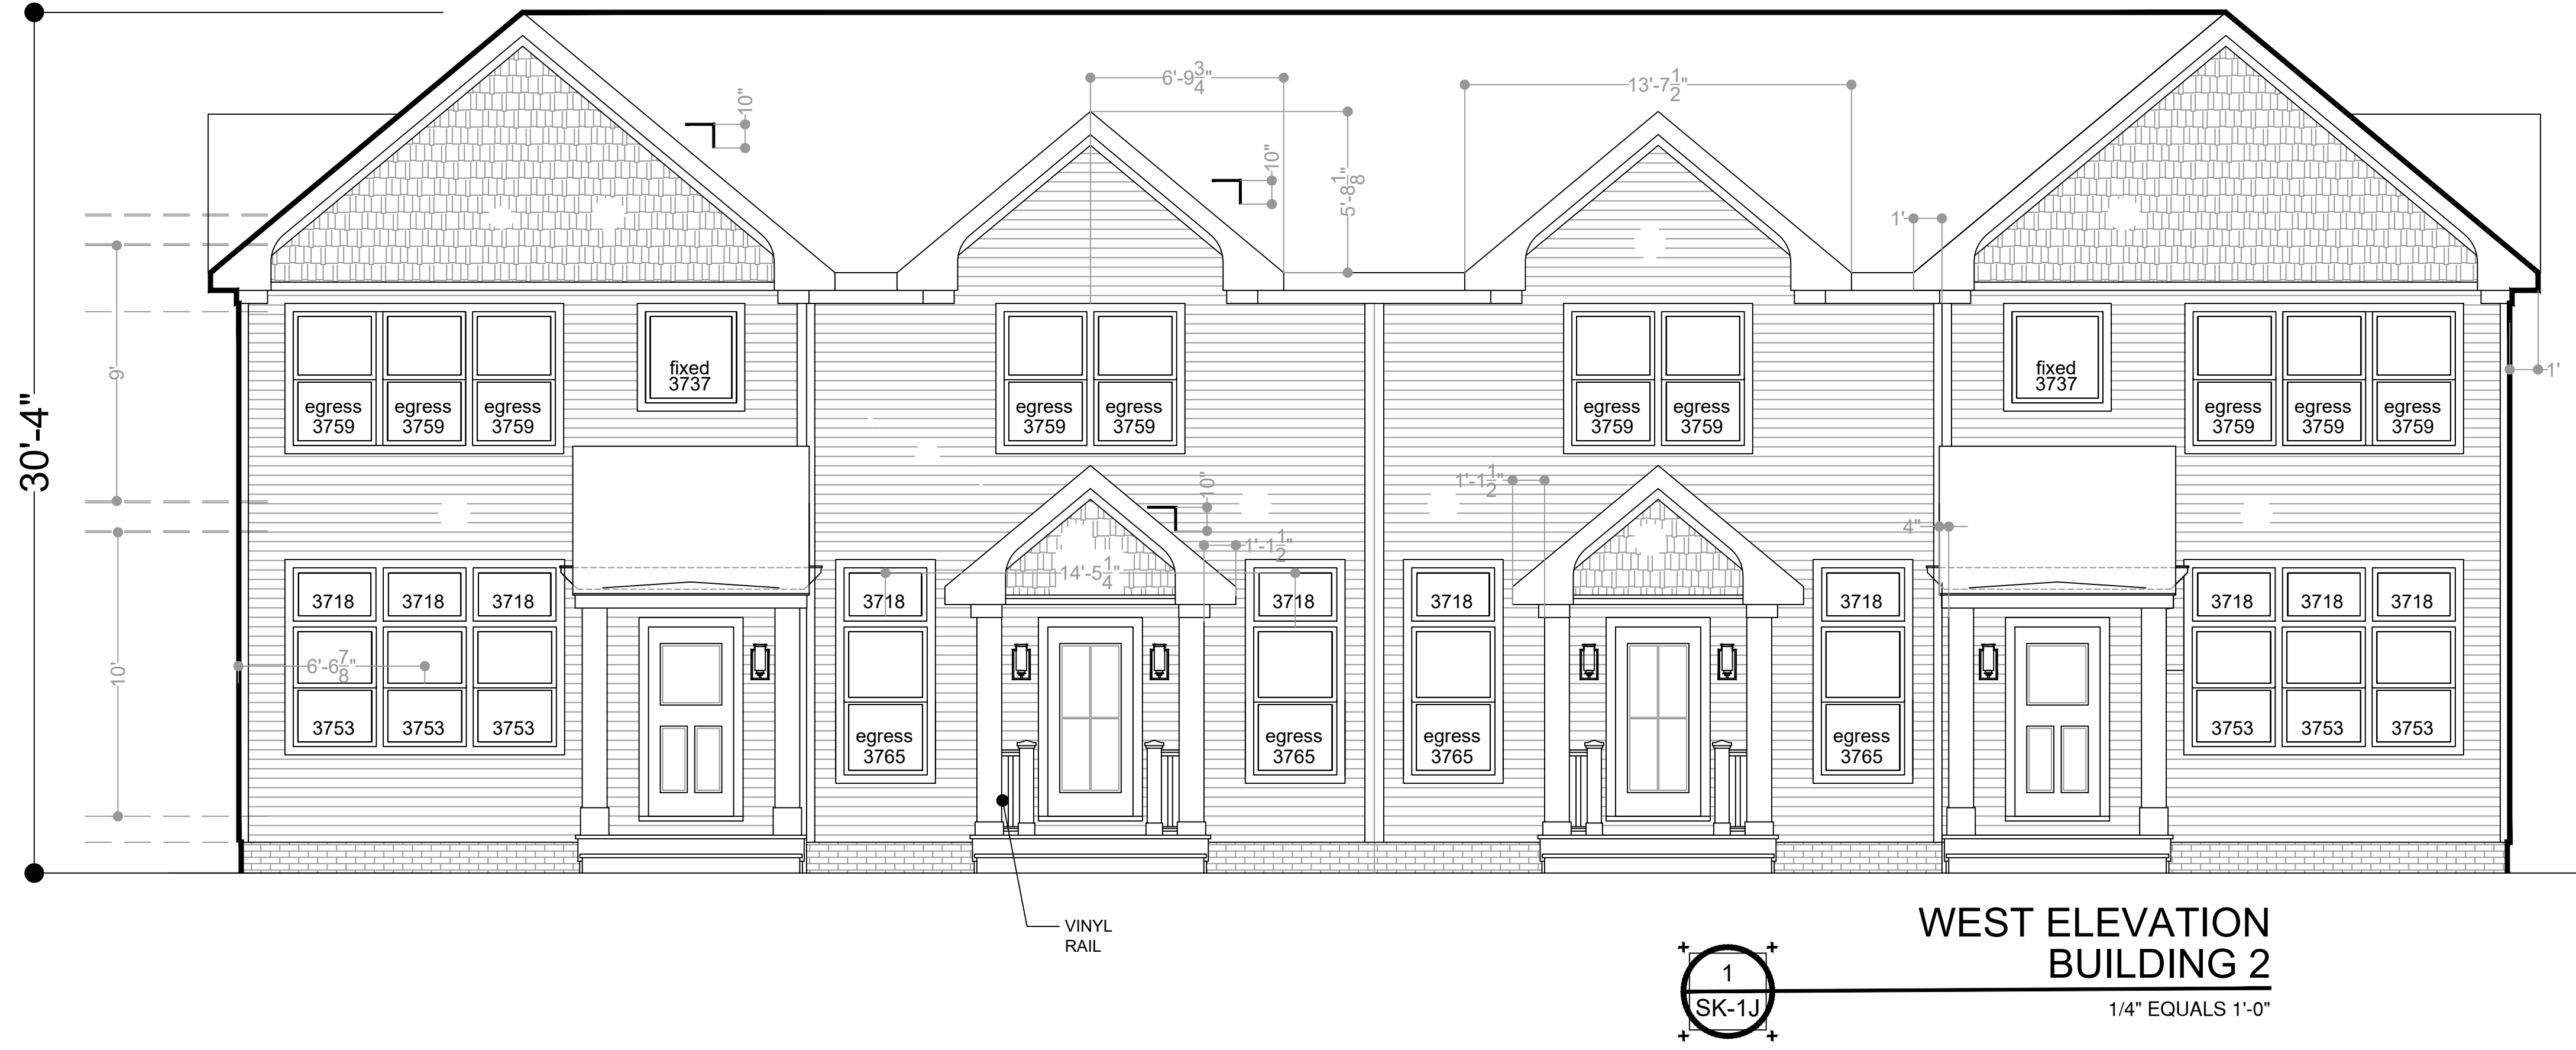 6'-9 3/4"
13'-7 1/2"
10"
10"
5'-8 1/8"
1'
9'
30'-4"
fixed
3737
fixed
3737
1'
egress
3759
egress
3759
egress
3759
egress
3759
egress
3759
egress
3759
egress
3759
egress
3759
egress
3759
egress
3759
10"
1'-1 1/2"
1'-1 1/2"
4"
14'-5 1/4"
3718
3718
3718
3718
3718
3718
3718
3718
3718
3718
10'
6'-6 7/8"
3753
3753
3753
egress
3765
egress
3765
egress
3765
egress
3765
3753
3753
3753
VINYL
RAIL
WEST ELEVATION
BUILDING 2
1
SK-1J
1/4" EQUALS 1'-0"